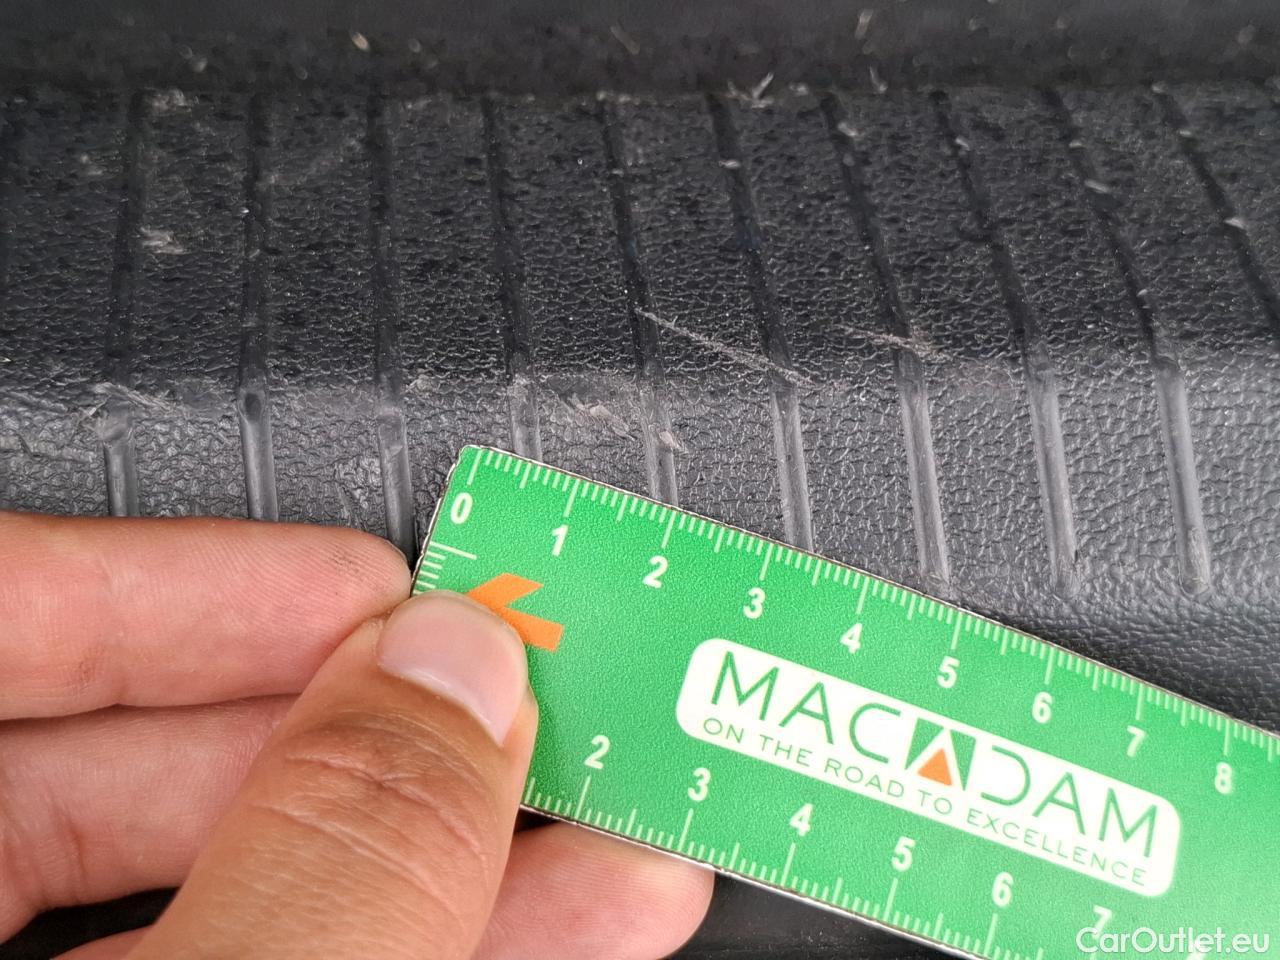 0 1 2 3 4 5 6 7 8
MACADAM
ON THE ROAD TO EXCELLENCE
2 3 4 5 6 7
CarOutlet.eu